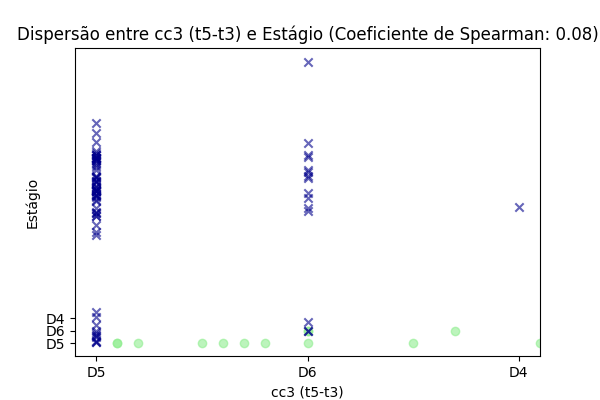 Dispersão entre cc3 (t5-t3) e Estágio (Coeficiente de Spearman: 0.08)
Estágio
D4
D6
D5
D5 D6 D4
cc3 (t5-t3)